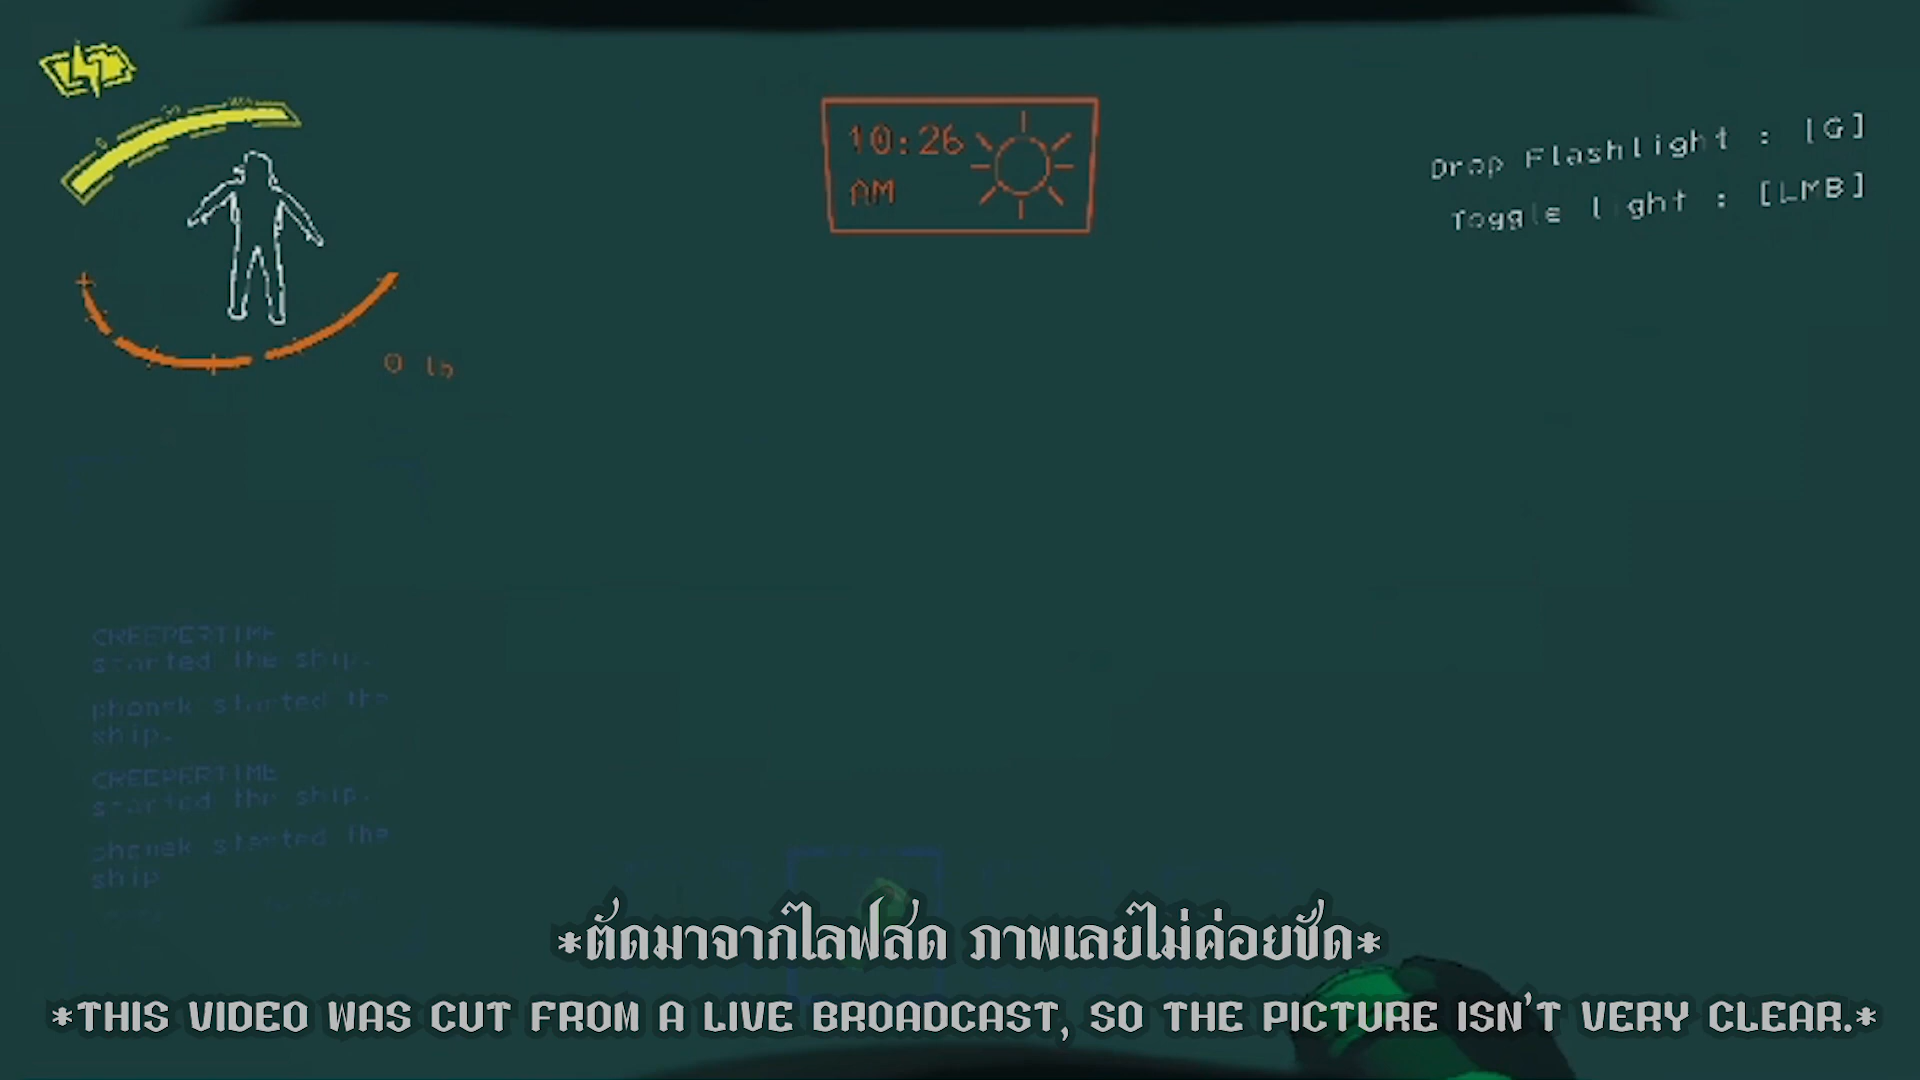 10:26
AM
Drop Flashlight : [G]
Toggle light : [LMB]
0 lb
CREEPERTIME
started the ship.
phonek started the
ship.
CREEPERTIME
started the ship.
phonek started the
ship
*ตัดมาจากไลฟ์สด ภาพเลยไม่ค่อยชัด*
*THIS VIDEO WAS CUT FROM A LIVE BROADCAST, SO THE PICTURE ISN'T VERY CLEAR.*